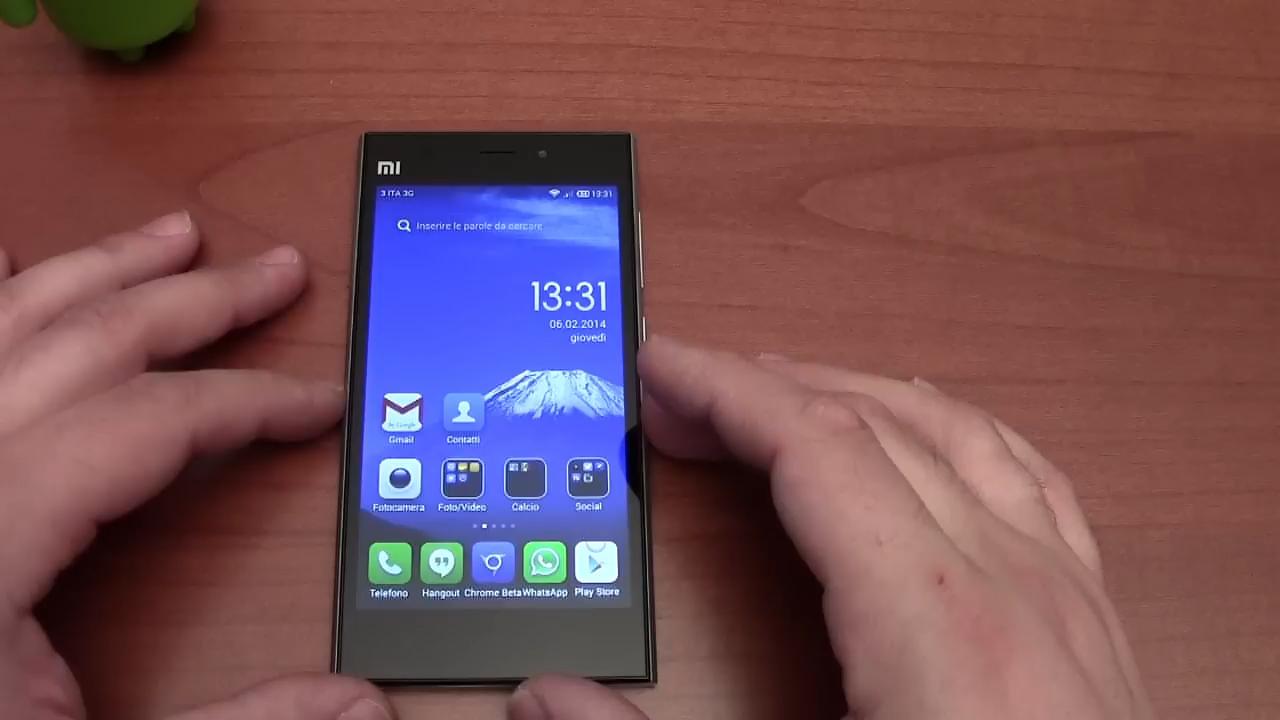 mi
3 ITA 3G 13:31
Inserire le parole da cercare
13:31
06.02.2014
giovedì
Gmail Contatti
Fotocamera Foto/Video Calcio Social
Telefono Hangout Chrome Beta WhatsApp Play Store